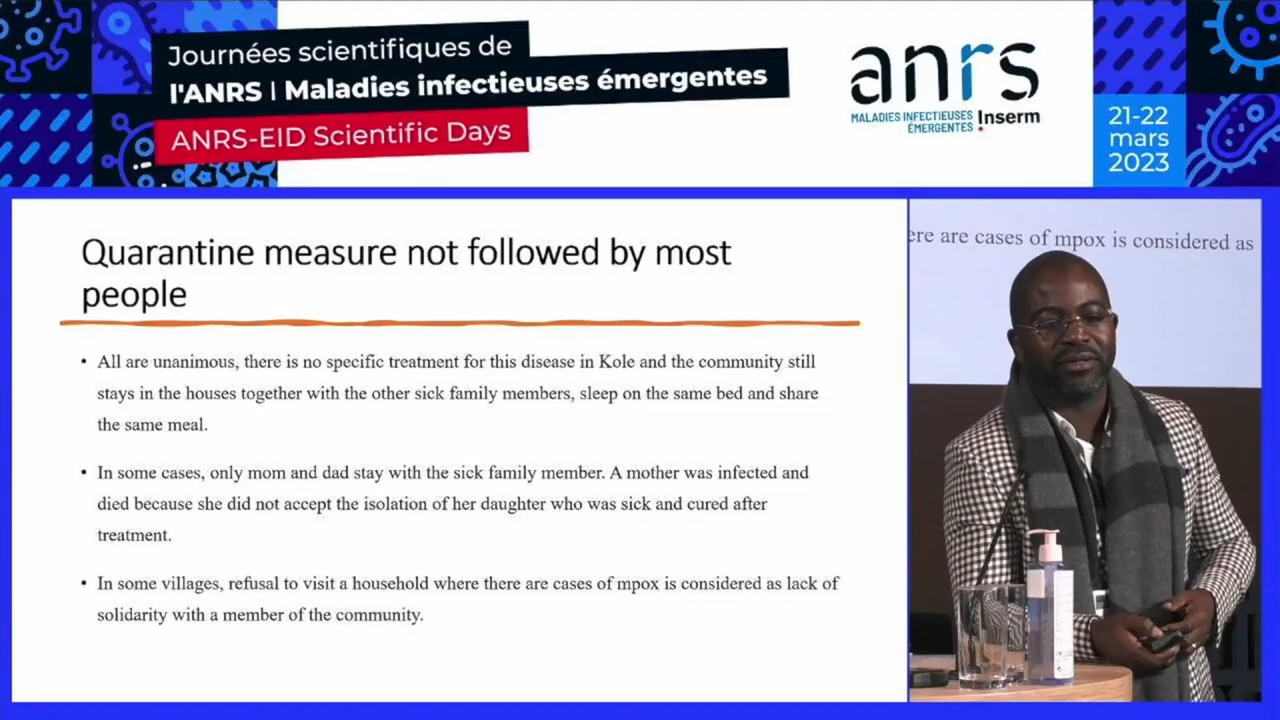 Journées scientifiques de
l'ANRS | Maladies infectieuses émergentes
ANRS-EID Scientific Days
anrs
MALADIES INFECTIEUSES
ÉMERGENTES
Inserm
21-22
mars
2023
Quarantine measure not followed by most
people
• All are unanimous, there is no specific treatment for this disease in Kole and the community still
stays in the houses together with the other sick family members, sleep on the same bed and share
the same meal.
• In some cases, only mom and dad stay with the sick family member. A mother was infected and
died because she did not accept the isolation of her daughter who was sick and cured after
treatment.
• In some villages, refusal to visit a household where there are cases of mpox is considered as lack of
solidarity with a member of the community.
ere are cases of mpox is considered as